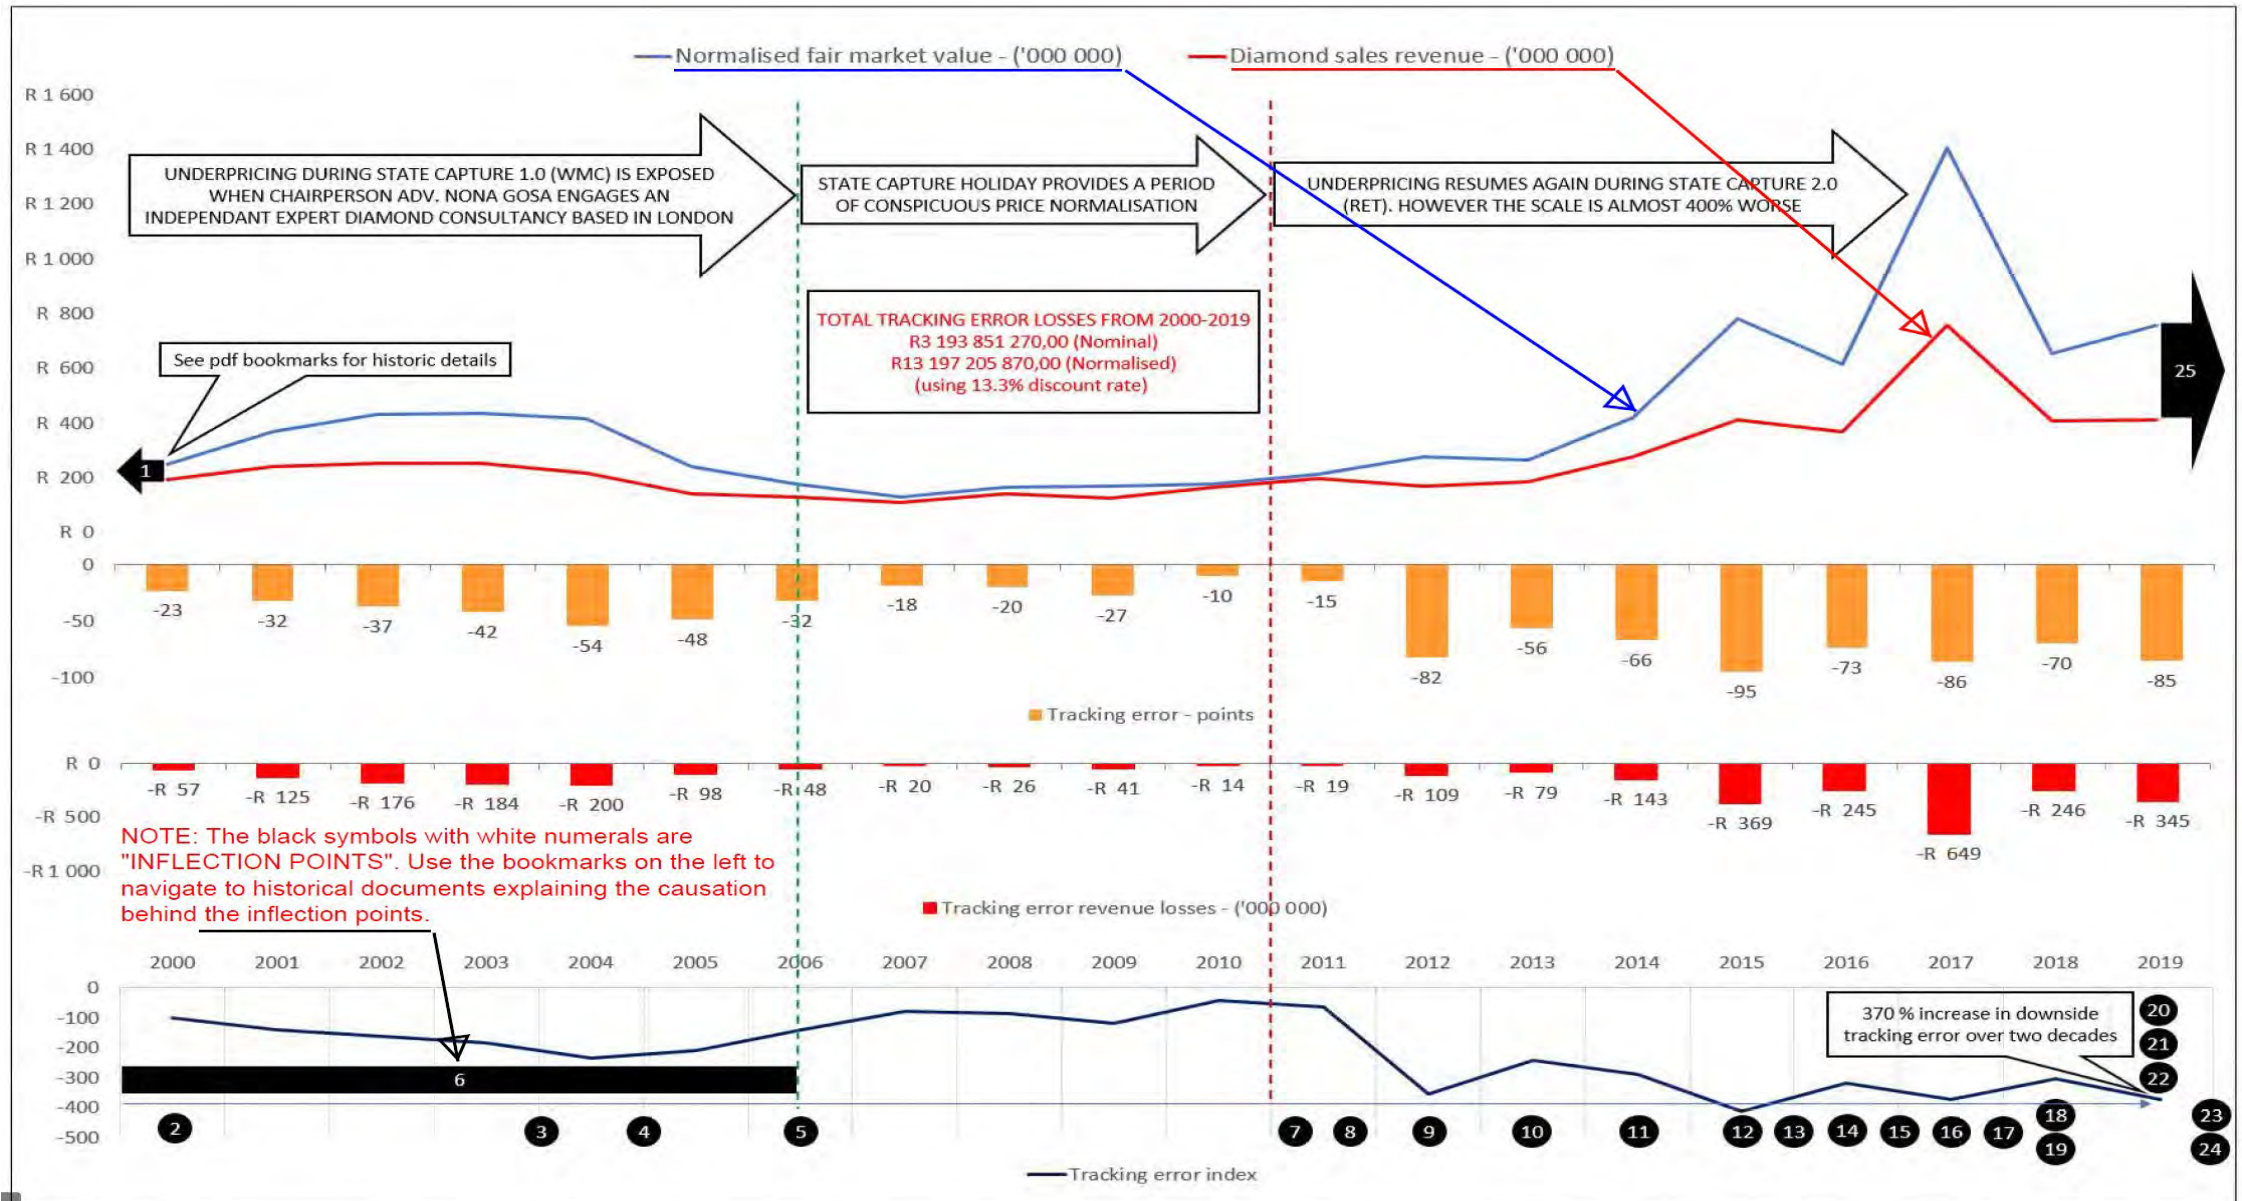 Normalised fair market value - ('000 000)
Diamond sales revenue - ('000 000)
R 1 600
R 1 400
R 1 200
R 1 000
R 800
R 600
R 400
R 200
R 0
UNDERPRICING DURING STATE CAPTURE 1.0 (WMC) IS EXPOSED
WHEN CHAIRPERSON ADV. NONA GOSA ENGAGES AN
INDEPENDANT EXPERT DIAMOND CONSULTANCY BASED IN LONDON
STATE CAPTURE HOLIDAY PROVIDES A PERIOD
OF CONSPICUOUS PRICE NORMALISATION
UNDERPRICING RESUMES AGAIN DURING STATE CAPTURE 2.0
(RET). HOWEVER THE SCALE IS ALMOST 400% WORSE
TOTAL TRACKING ERROR LOSSES FROM 2000-2019
R3 193 851 270,00 (Nominal)
R13 197 205 870,00 (Normalised)
(using 13.3% discount rate)
See pdf bookmarks for historic details
1
25
0
-50
-100
-23
-32
-37
-42
-54
-48
-32
-18
-20
-27
-10
-15
-82
-56
-66
-95
-73
-86
-70
-85
Tracking error - points
R 0
-R 500
-R 1 000
-R 57
-R 125
-R 176
-R 184
-R 200
-R 98
-R 48
-R 20
-R 26
-R 41
-R 14
-R 19
-R 109
-R 79
-R 143
-R 369
-R 245
-R 649
-R 246
-R 345
NOTE: The black symbols with white numerals are
"INFLECTION POINTS". Use the bookmarks on the left to
navigate to historical documents explaining the causation
behind the inflection points.
Tracking error revenue losses - ('000 000)
2000 2001 2002 2003 2004 2005 2006 2007 2008 2009 2010 2011 2012 2013 2014 2015 2016 2017 2018 2019
0
-100
-200
-300
-400
-500
370 % increase in downside
tracking error over two decades
20
21
22
6
2 3 4 5 7 8 9 10 11 12 13 14 15 16 17 18 23
19 24
Tracking error index